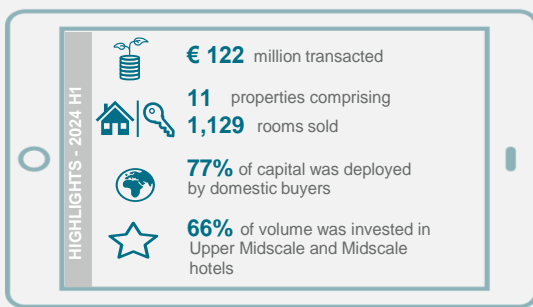 HIGHLIGHTS - 2024 H1
€ 122 million transacted
11 properties comprising
1,129 rooms sold
77% of capital was deployed
by domestic buyers
66% of volume was invested in
Upper Midscale and Midscale
hotels